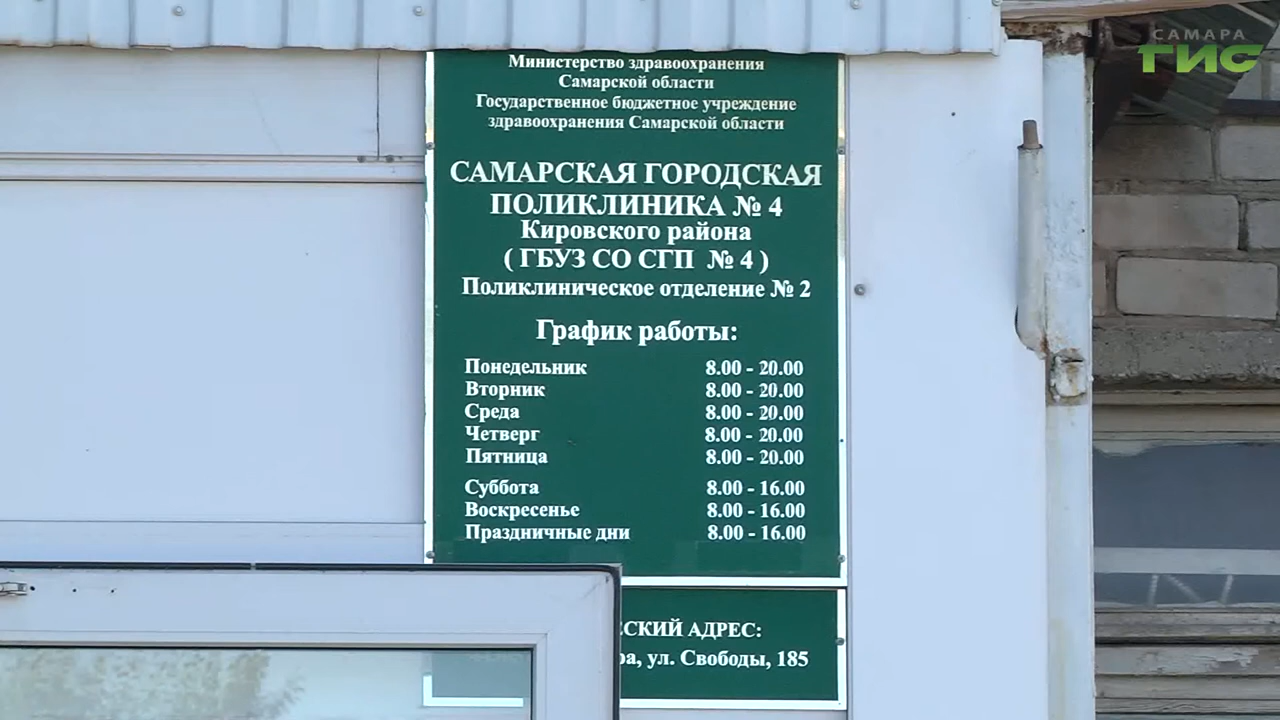 САМАРА
ГИС
Министерство здравоохранения
Самарской области
Государственное бюджетное учреждение
здравоохранения Самарской области
САМАРСКАЯ ГОРОДСКАЯ
ПОЛИКЛИНИКА № 4
Кировского района
( ГБУЗ СО СГП № 4 )
Поликлиническое отделение № 2
График работы:
Понедельник 8.00 - 20.00
Вторник 8.00 - 20.00
Среда 8.00 - 20.00
Четверг 8.00 - 20.00
Пятница 8.00 - 20.00
Суббота 8.00 - 16.00
Воскресенье 8.00 - 16.00
Праздничные дни 8.00 - 16.00
АДРЕС:
ул. Свободы, 185